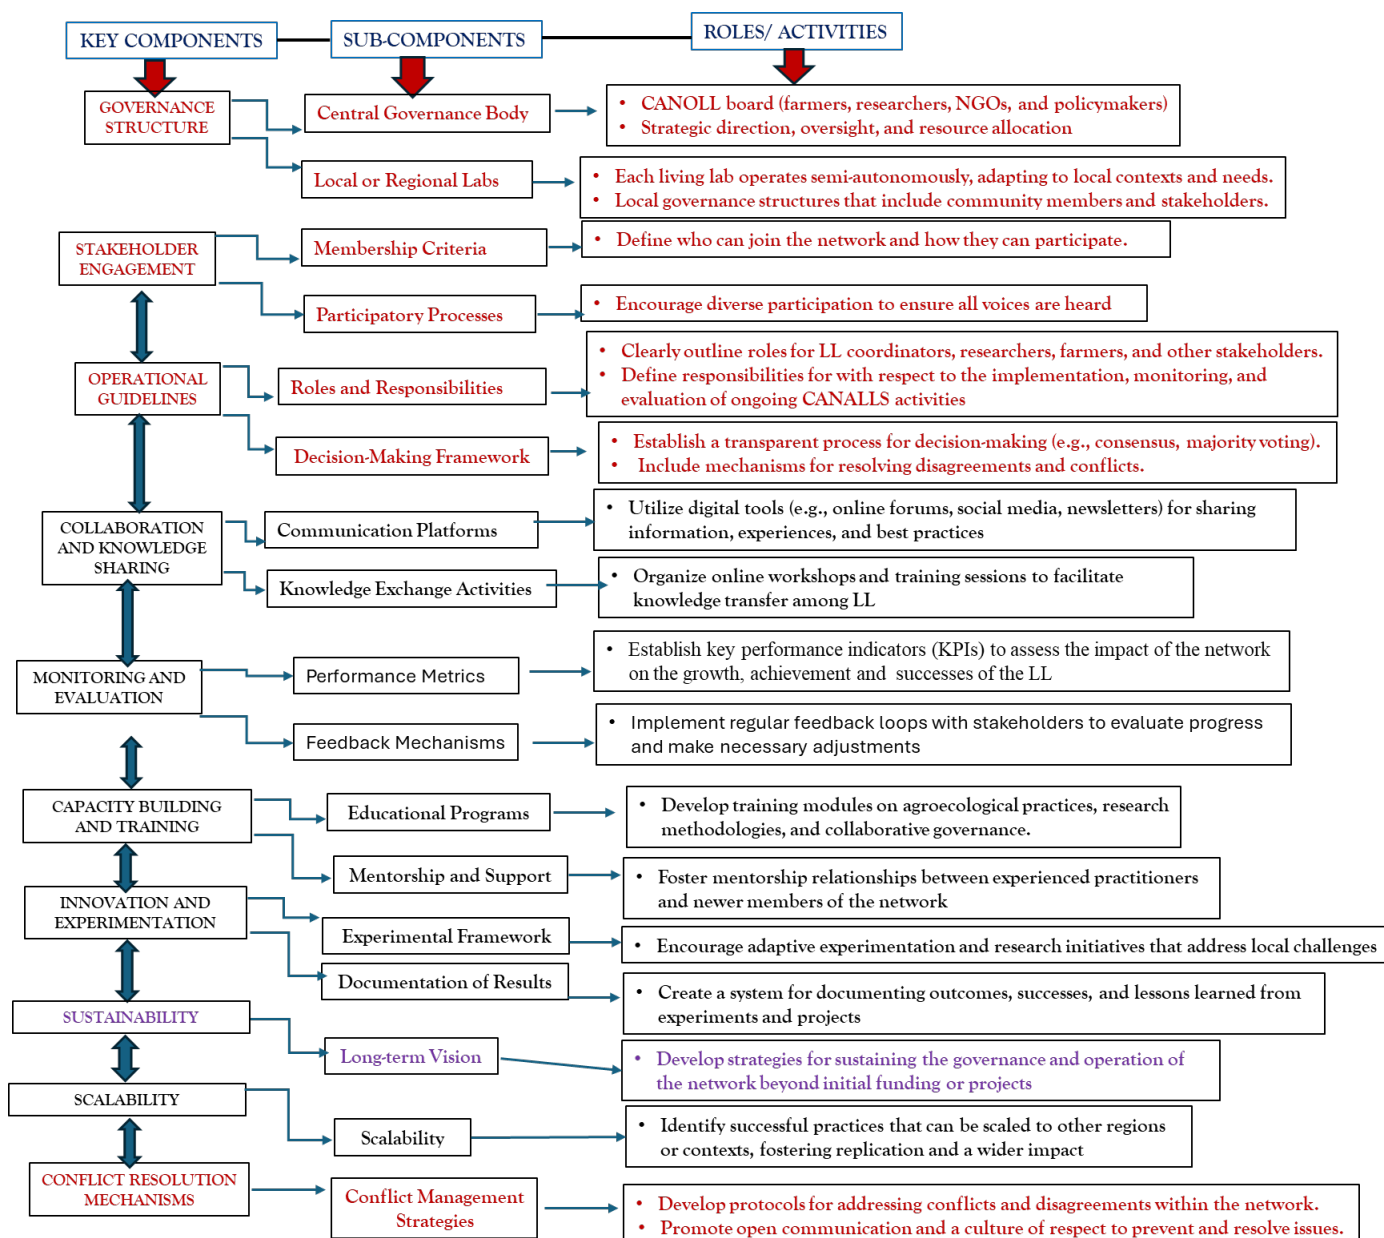 KEY COMPONENTS
SUB-COMPONENTS
ROLES/ ACTIVITIES
GOVERNANCE
STRUCTURE
Central Governance Body
• CANOLL board (farmers, researchers, NGOs, and policymakers)
• Strategic direction, oversight, and resource allocation
Local or Regional Labs
• Each living lab operates semi-autonomously, adapting to local contexts and needs.
• Local governance structures that include community members and stakeholders.
STAKEHOLDER
ENGAGEMENT
Membership Criteria
• Define who can join the network and how they can participate.
Participatory Processes
• Encourage diverse participation to ensure all voices are heard
OPERATIONAL
GUIDELINES
Roles and Responsibilities
• Clearly outline roles for LL coordinators, researchers, farmers, and other stakeholders.
• Define responsibilities for with respect to the implementation, monitoring, and
evaluation of ongoing CANALLS activities
Decision-Making Framework
• Establish a transparent process for decision-making (e.g., consensus, majority voting).
• Include mechanisms for resolving disagreements and conflicts.
COLLABORATION
AND KNOWLEDGE
SHARING
Communication Platforms
• Utilize digital tools (e.g., online forums, social media, newsletters) for sharing
information, experiences, and best practices
Knowledge Exchange Activities
• Organize online workshops and training sessions to facilitate
knowledge transfer among LL
MONITORING AND
EVALUATION
Performance Metrics
• Establish key performance indicators (KPIs) to assess the impact of the network
on the growth, achievement and successes of the LL
Feedback Mechanisms
• Implement regular feedback loops with stakeholders to evaluate progress
and make necessary adjustments
CAPACITY BUILDING
AND TRAINING
Educational Programs
• Develop training modules on agroecological practices, research
methodologies, and collaborative governance.
Mentorship and Support
• Foster mentorship relationships between experienced practitioners
and newer members of the network
INNOVATION AND
EXPERIMENTATION
Experimental Framework
• Encourage adaptive experimentation and research initiatives that address local challenges
Documentation of Results
• Create a system for documenting outcomes, successes, and lessons learned from
experiments and projects
SUSTAINABILITY
Long-term Vision
• Develop strategies for sustaining the governance and operation of
the network beyond initial funding or projects
SCALABILITY
Scalability
• Identify successful practices that can be scaled to other regions
or contexts, fostering replication and a wider impact
CONFLICT RESOLUTION
MECHANISMS
Conflict Management
Strategies
• Develop protocols for addressing conflicts and disagreements within the network.
• Promote open communication and a culture of respect to prevent and resolve issues.